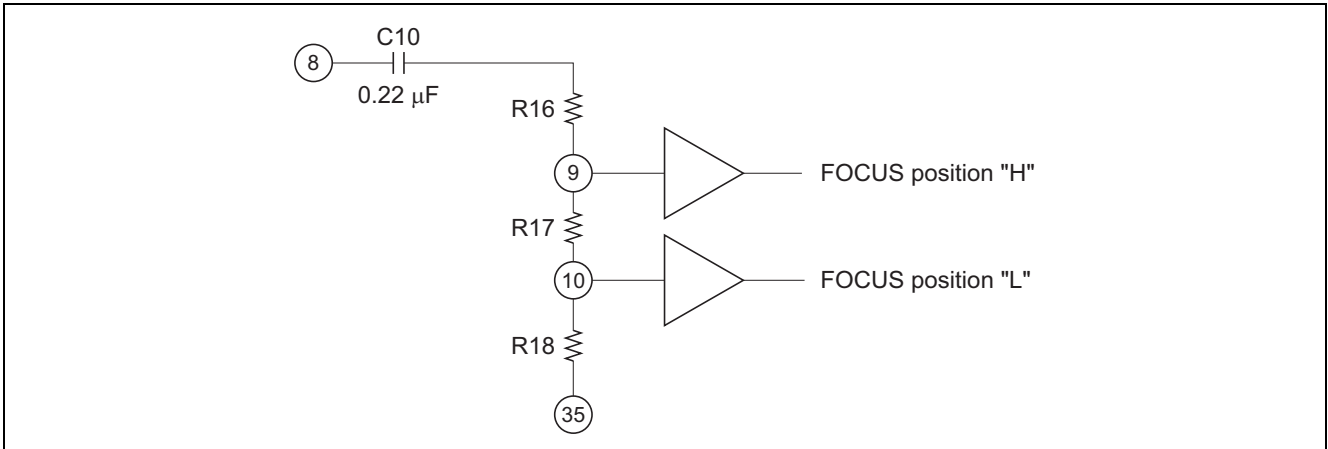 C10
8
0.22 μF
R16
9
FOCUS position "H"
R17
10
FOCUS position "L"
R18
35